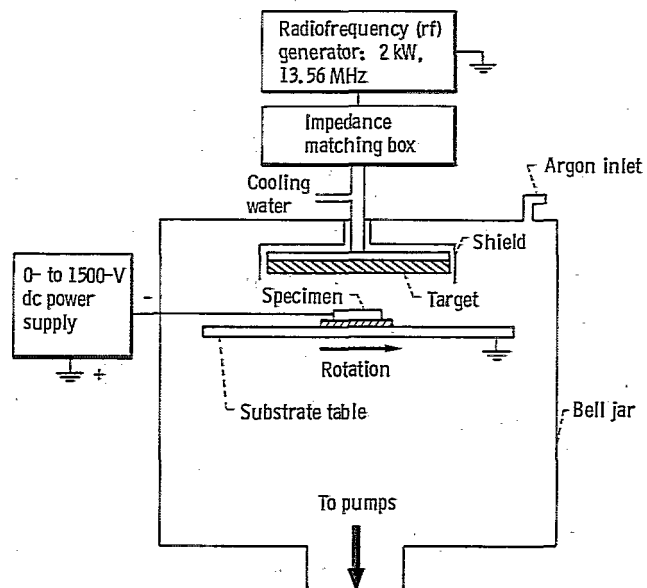 Radiofrequency (rf)
generator: 2 kW,
13.56 MHz
Impedance
matching box
Cooling
water
Argon inlet
Shield
0- to 1500-V
dc power
supply
-
+
Specimen
Target
Rotation
Substrate table
Bell jar
To pumps